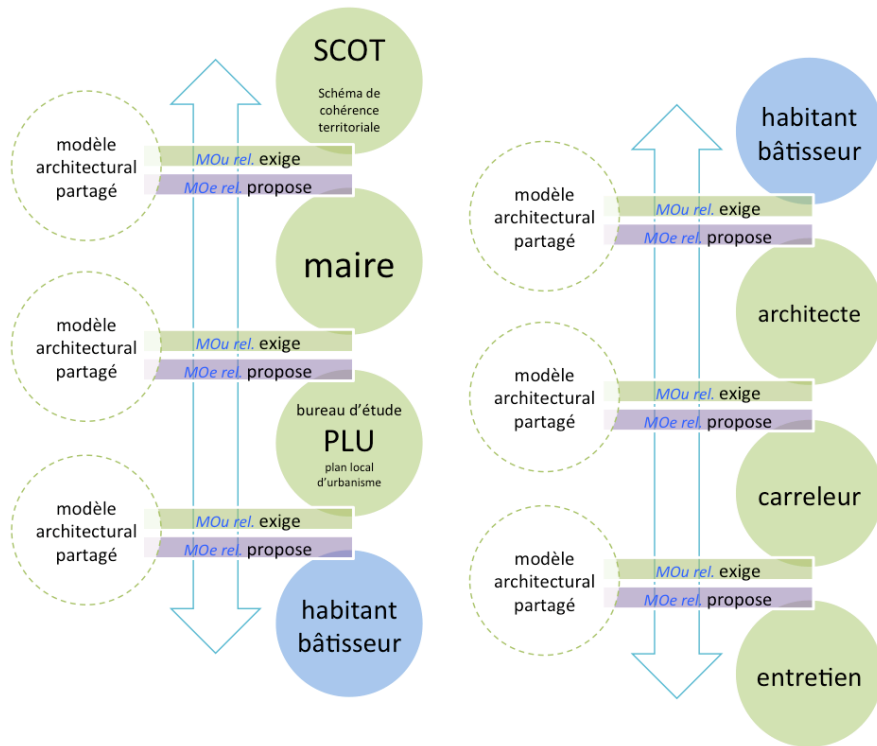 SCOT
Schéma de
cohérence
territoriale
modèle
architectural
partagé
MOu rel. exige
MOe rel. propose
maire
modèle
architectural
partagé
MOu rel. exige
MOe rel. propose
bureau d'étude
PLU
plan local
d'urbanisme
modèle
architectural
partagé
MOu rel. exige
MOe rel. propose
habitant
bâtisseur
habitant
bâtisseur
modèle
architectural
partagé
MOu rel. exige
MOe rel. propose
architecte
modèle
architectural
partagé
MOu rel. exige
MOe rel. propose
carreleur
modèle
architectural
partagé
MOu rel. exige
MOe rel. propose
entretien